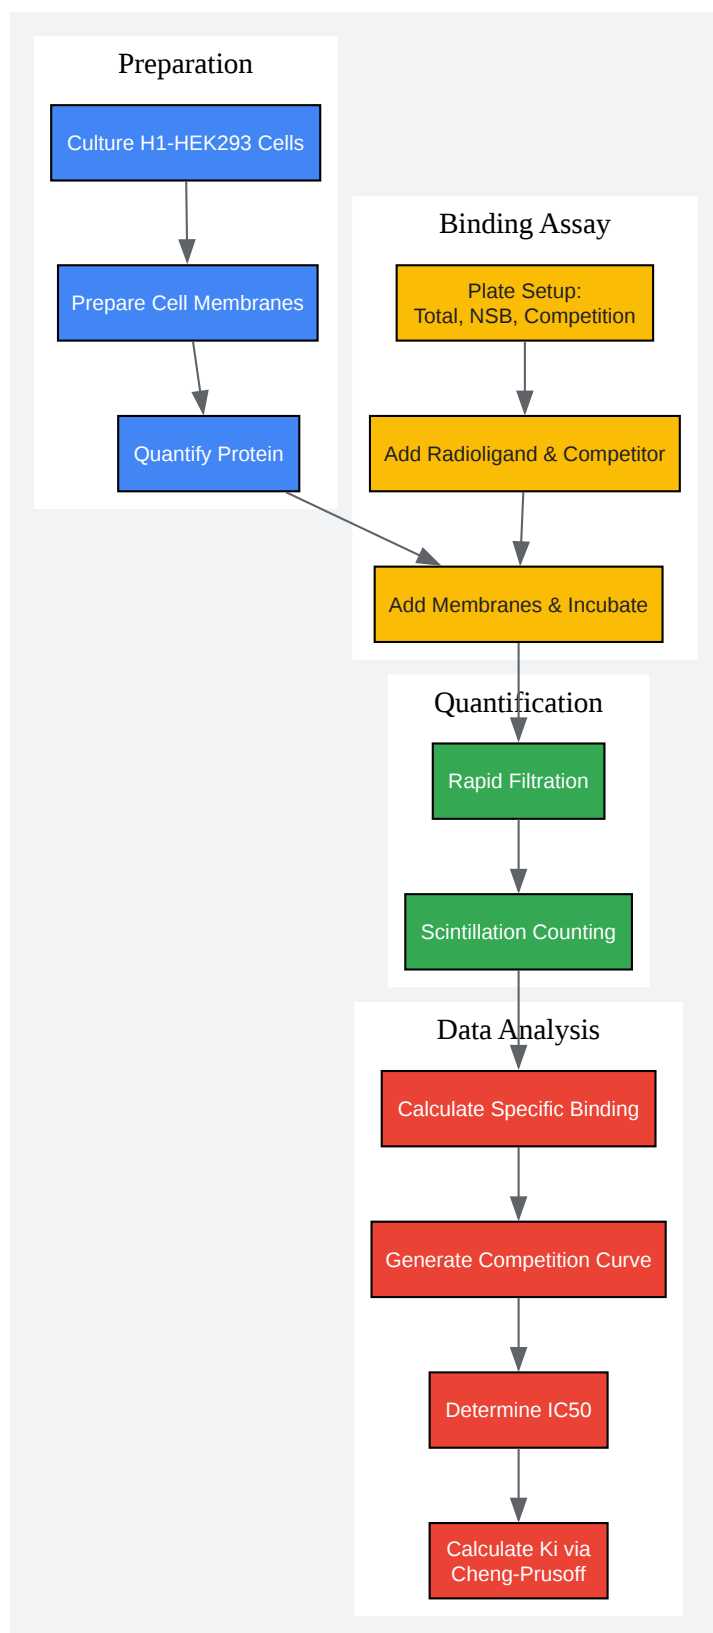 Preparation
Culture H1-HEK293 Cells
Prepare Cell Membranes
Quantify Protein
Binding Assay
Plate Setup:
Total, NSB, Competition
Add Radioligand & Competitor
Add Membranes & Incubate
Quantification
Rapid Filtration
Scintillation Counting
Data Analysis
Calculate Specific Binding
Generate Competition Curve
Determine IC50
Calculate Ki via
Cheng-Prusoff